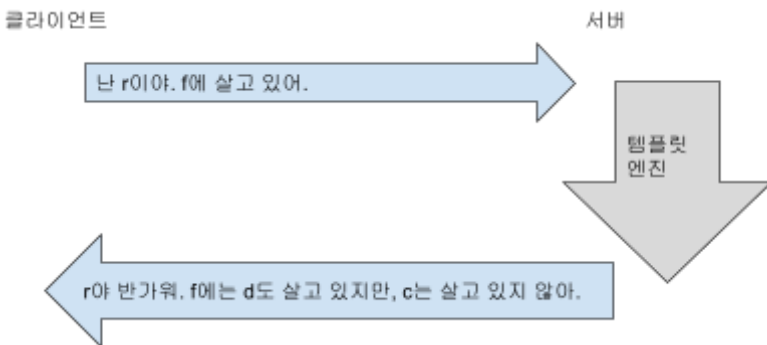 클라이언트
서버
난 r이야. f에 살고 있어.
템플릿
엔진
r야 반가워. f에는 d도 살고 있지만, c는 살고 있지 않아.